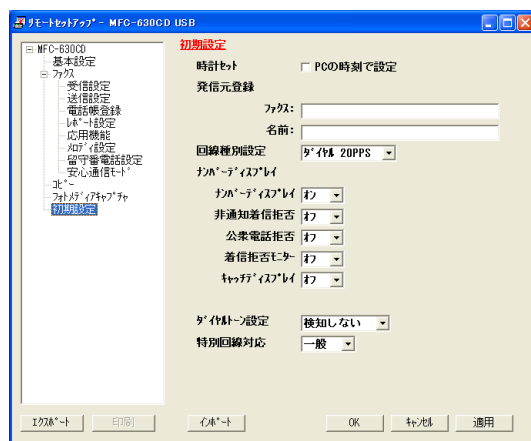 ﾘﾓｰﾄｾｯﾄｱｯﾌﾟ - MFC-630CD USB
MFC-630CD
基本設定
ﾌｧｸｽ
受信設定
送信設定
電話帳登録
ﾚﾎﾟｰﾄ設定
応用機能
ﾒﾛﾃﾞｨ設定
留守番電話設定
安心通信ﾓｰﾄﾞ
ｺﾋﾟｰ
ﾌｫﾄﾒﾃﾞｨｱｷｬﾌﾟﾁｬ
初期設定
初期設定
時計ｾｯﾄ
PCの時刻で設定
発信元登録
ﾌｧｸｽ:
名前:
回線種別設定
ﾀﾞｲﾔﾙ 20PPS
ﾅﾝﾊﾞｰﾃﾞｨｽﾌﾟﾚｲ
ﾅﾝﾊﾞｰﾃﾞｨｽﾌﾟﾚｲ
ｵﾝ
非通知着信拒否
ｵﾌ
公衆電話拒否
ｵﾌ
着信拒否ﾓﾆﾀｰ
ｵﾌ
ｷｬｯﾁﾃﾞｨｽﾌﾟﾚｲ
ｵﾌ
ﾀﾞｲﾔﾙﾄｰﾝ設定
検知しない
特別回線対応
一般
ｴｸｽﾎﾟｰﾄ
印刷
ｲﾝﾎﾟｰﾄ
OK
ｷｬﾝｾﾙ
適用